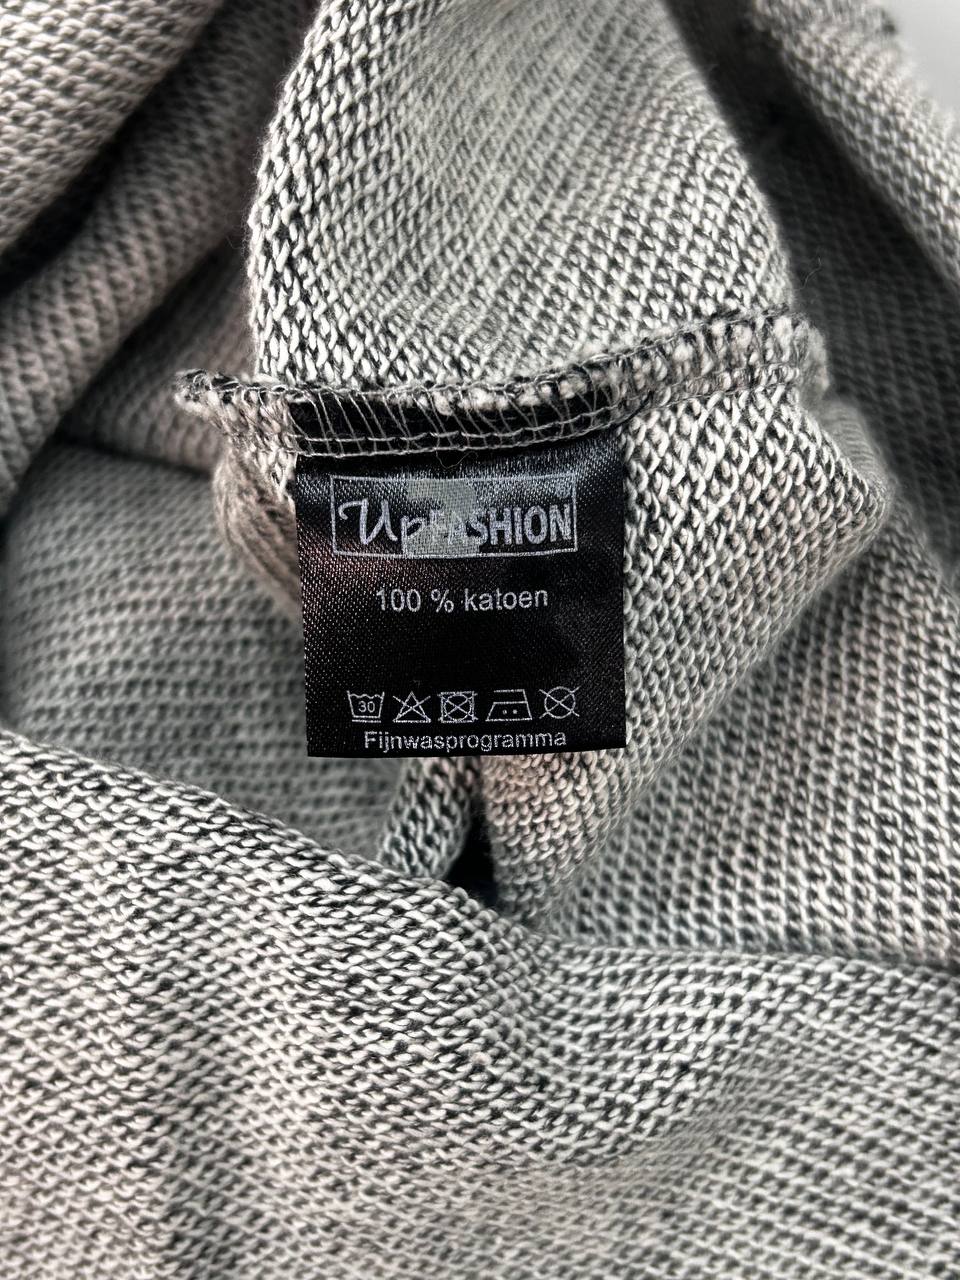 UpFASHION
100 % katoen
30
Fijnwasprogramma